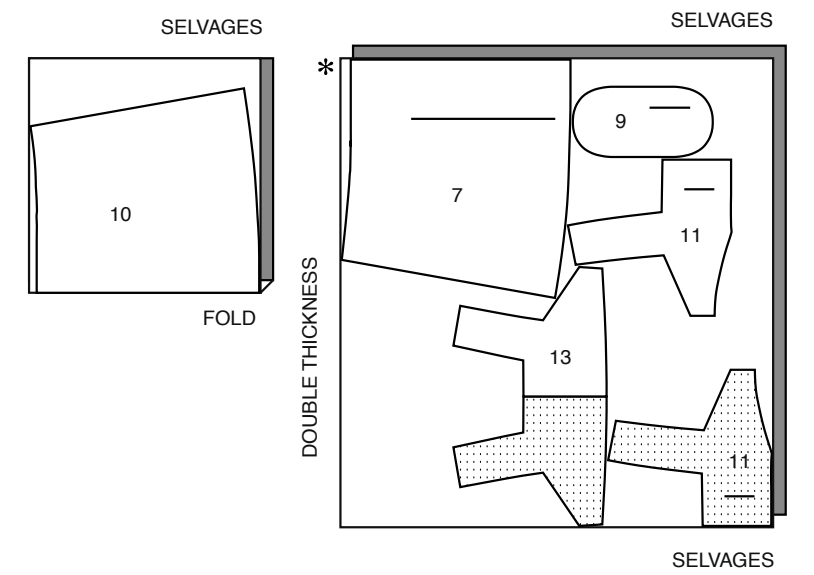 SELVAGES
10
FOLD
SELVAGES
*
DOUBLE THICKNESS
7
9
11
13
11
SELVAGES